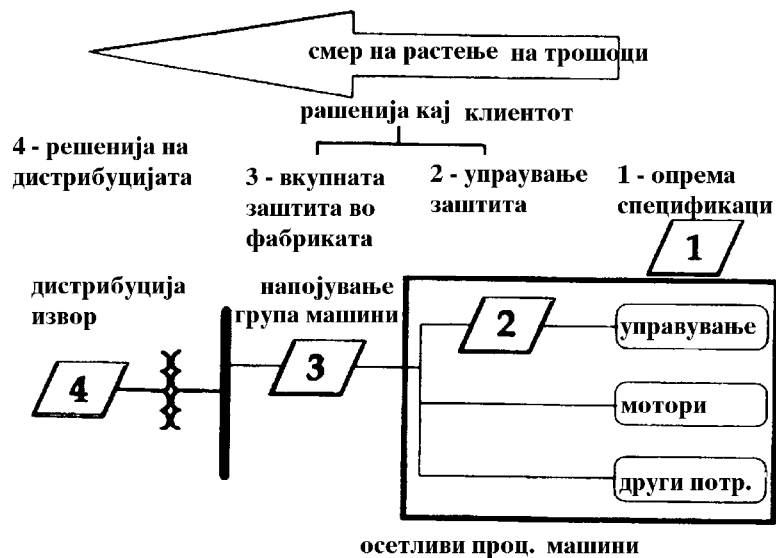 смер на растење на трошоци
рашенија кај клиентот
4 - решенија на
дистрибуцијата
3 - вкупната
заштита во
фабриката
2 - упраување
заштита
1 - опрема
спецификаци
1
дистрибуција
извор
напојување
група машини
2
управување
3
4
мотори
други потр.
осетливи проц. машини